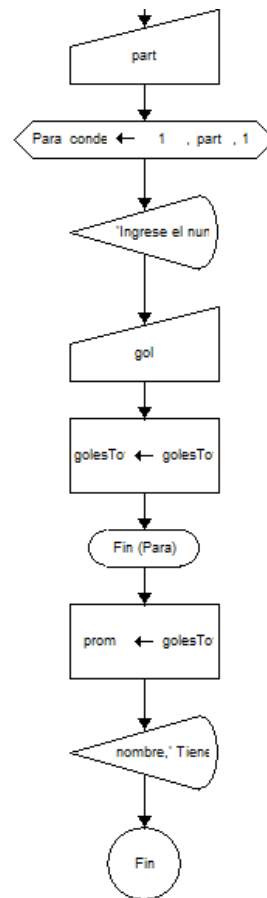 part
Para conde ← 1 , part , 1
'Ingrese el num
gol
golesTo ← golesTo
Fin (Para)
prom ← golesTo
nombre,' Tiene
Fin